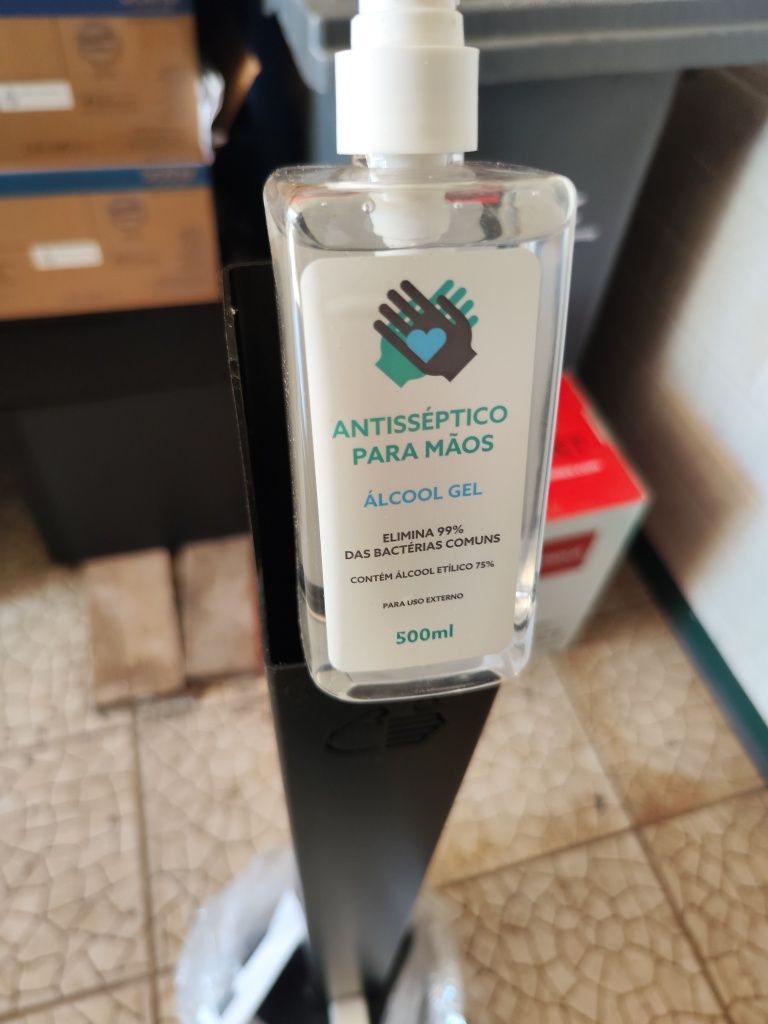 ANTISSÉPTICO
PARA MÃOS
ÁLCOOL GEL
ELIMINA 99%
DAS BACTÉRIAS COMUNS
CONTÉM ÁLCOOL ETÍLICO 75%
PARA USO EXTERNO
500ml